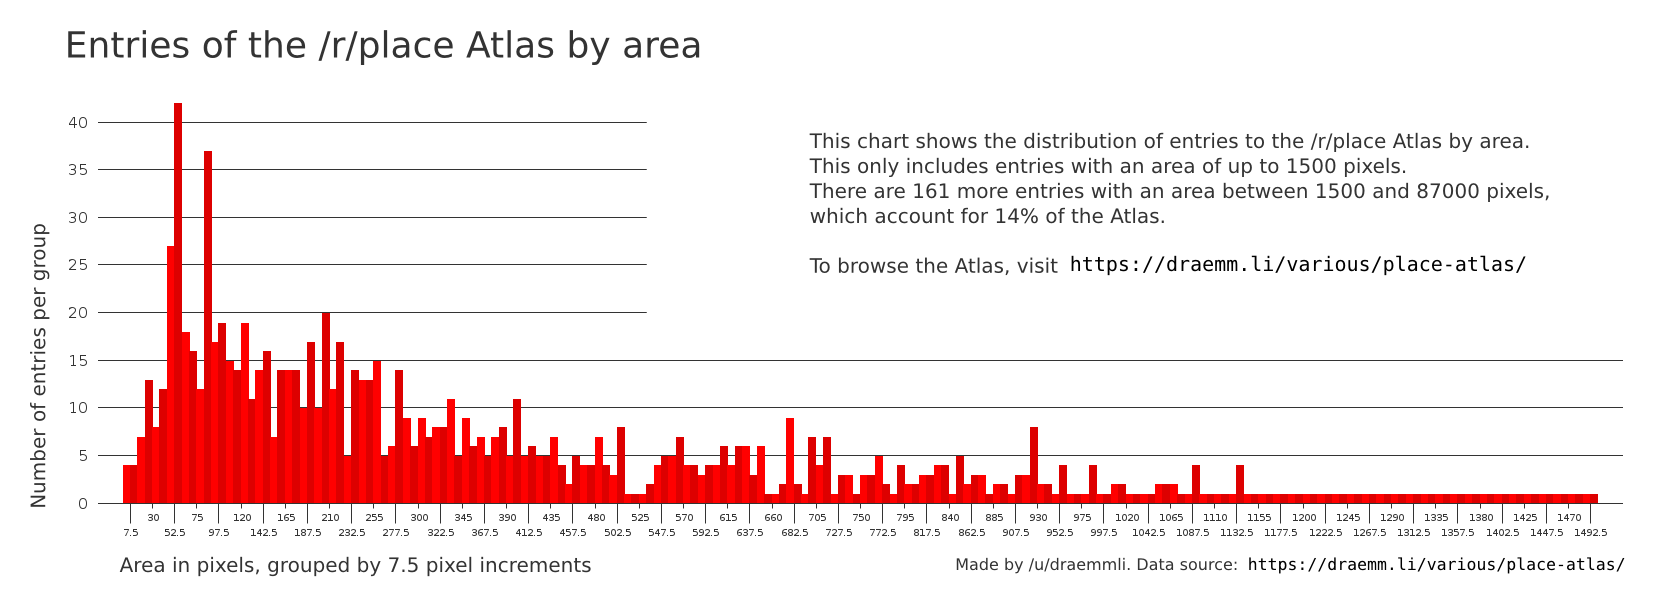 Entries of the /r/place Atlas by area
This chart shows the distribution of entries to the /r/place Atlas by area.
This only includes entries with an area of up to 1500 pixels.
There are 161 more entries with an area between 1500 and 87000 pixels,
which account for 14% of the Atlas.
To browse the Atlas, visit https://draemm.li/various/place-atlas/
Number of entries per group
40
35
30
25
20
15
10
5
0
30 75 120 165 210 255 300 345 390 435 480 525 570 615 660 705 750 795 840 885 930 975 1020 1065 1110 1155 1200 1245 1290 1335 1380 1425 1470
7.5 52.5 97.5 142.5 187.5 232.5 277.5 322.5 367.5 412.5 457.5 502.5 547.5 592.5 637.5 682.5 727.5 772.5 817.5 862.5 907.5 952.5 997.5 1042.5 1087.5 1132.5 1177.5 1222.5 1267.5 1312.5 1357.5 1402.5 1447.5 1492.5
Area in pixels, grouped by 7.5 pixel increments
Made by /u/draemmli. Data source: https://draemm.li/various/place-atlas/